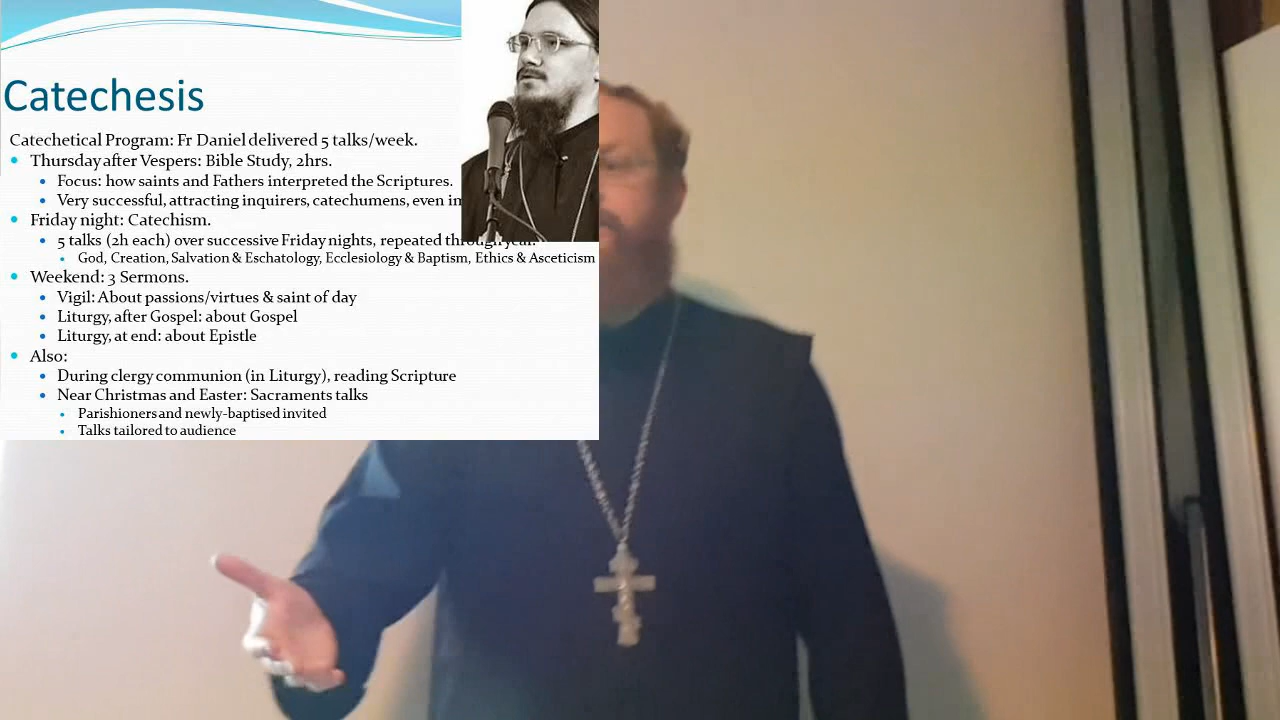 Catechesis
Catechetical Program: Fr Daniel delivered 5 talks/week.
Thursday after Vespers: Bible Study, 2hrs.
Focus: how saints and Fathers interpreted the Scriptures.
Very successful, attracting inquirers, catechumens, even in
Friday night: Catechism.
5 talks (2h each) over successive Friday nights, repeated through year.
God, Creation, Salvation & Eschatology, Ecclesiology & Baptism, Ethics & Asceticism
Weekend: 3 Sermons.
Vigil: About passions/virtues & saint of day
Liturgy, after Gospel: about Gospel
Liturgy, at end: about Epistle
Also:
During clergy communion (in Liturgy), reading Scripture
Near Christmas and Easter: Sacraments talks
Parishioners and newly-baptised invited
Talks tailored to audience